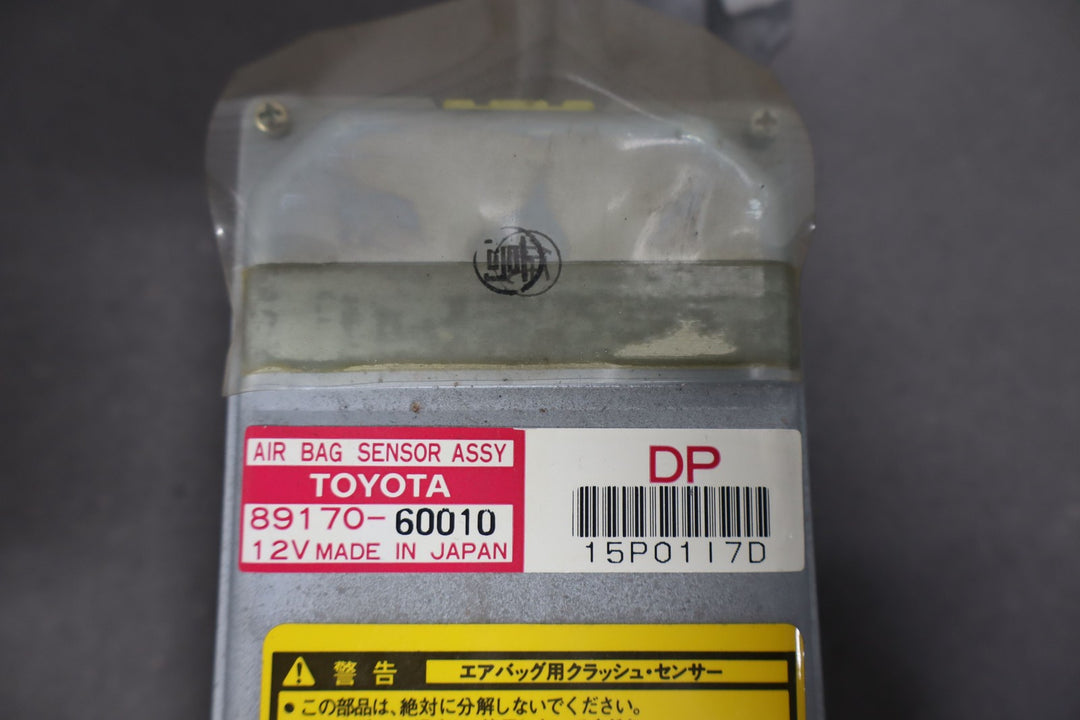 AIR BAG SENSOR ASSY
TOYOTA
89170-60010
12V MADE IN JAPAN
DP
15P0117D
警告
エアバッグ用クラッシュ・センサー
● この部品は、絶対に分解しないでください。